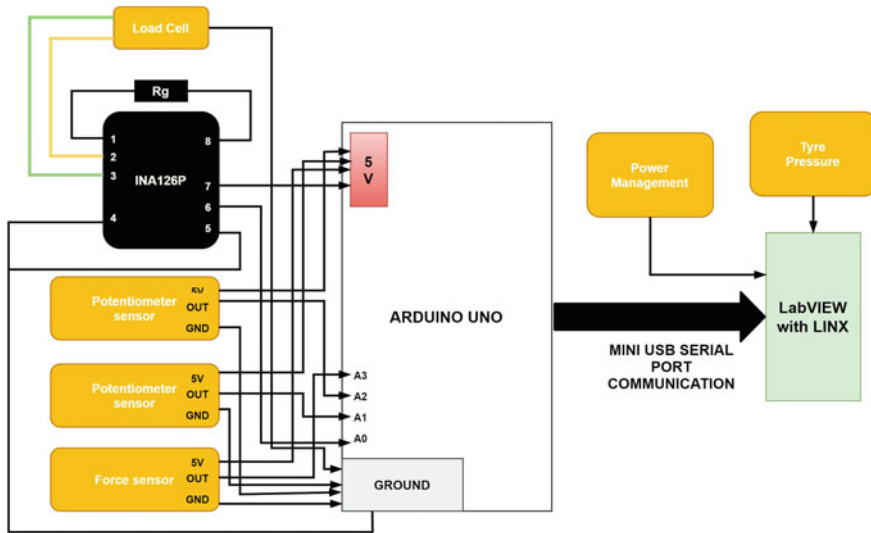 Load Cell
Rg
1
8
2
3
INA126P
7
6
4
5
5
V
Power
Management
Tyre
Pressure
Potentiometer
sensor
5V
OUT
GND
ARDUINO UNO
LabVIEW
with LINX
MINI USB SERIAL
PORT
COMMUNICATION
Potentiometer
sensor
5V
OUT
GND
A3
A2
A1
A0
Force sensor
5V
OUT
GND
GROUND